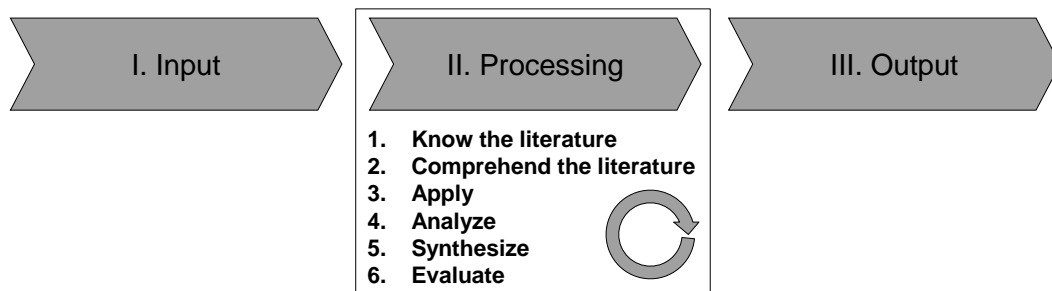 I. Input
II. Processing
III. Output
1. Know the literature
2. Comprehend the literature
3. Apply
4. Analyze
5. Synthesize
6. Evaluate